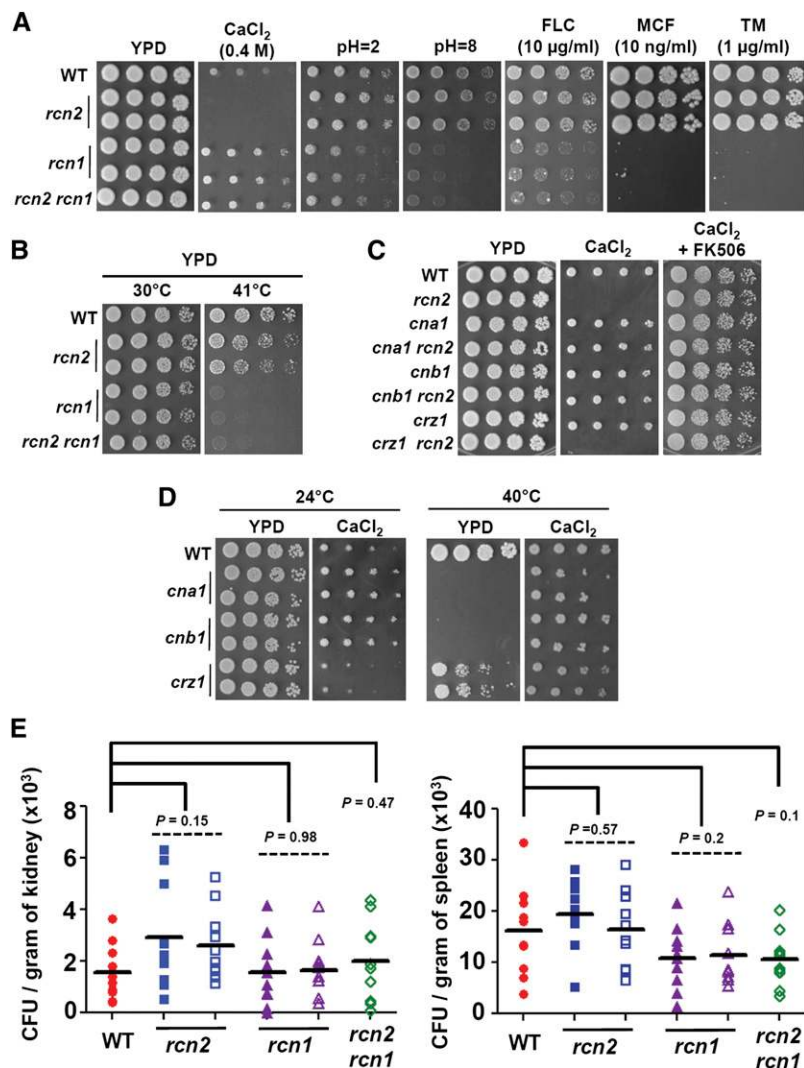 A
YPD
CaCl₂
(0.4 M)
pH=2
pH=8
FLC
(10 µg/ml)
MCF
(10 ng/ml)
TM
(1 µg/ml)
WT
rcn2
rcn1
rcn2 rcn1
B
YPD
30°C
41°C
WT
rcn2
rcn1
rcn2 rcn1
C
YPD
CaCl₂
CaCl₂
+ FK506
WT
rcn2
cna1
cna1 rcn2
cnb1
cnb1 rcn2
crz1
crz1 rcn2
D
24°C
40°C
YPD
CaCl₂
YPD
CaCl₂
WT
cna1
cnb1
crz1
E
CFU / gram of kidney (x10³)
8
6
4
2
0
P = 0.15
P = 0.98
P = 0.47
WT
rcn2
rcn1
rcn2
rcn1
CFU / gram of spleen (x10³)
40
30
20
10
0
P =0.57
P = 0.2
P = 0.1
WT
rcn2
rcn1
rcn2
rcn1